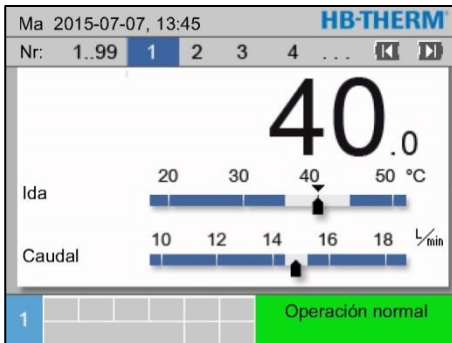 Ma 2015-07-07, 13:45 HB-THERM
Nr: 1..99 1 2 3 4 ...
40.0
20 30 40 50 °C
Ida
10 12 14 16 18 L/min
Caudal
1 Operación normal